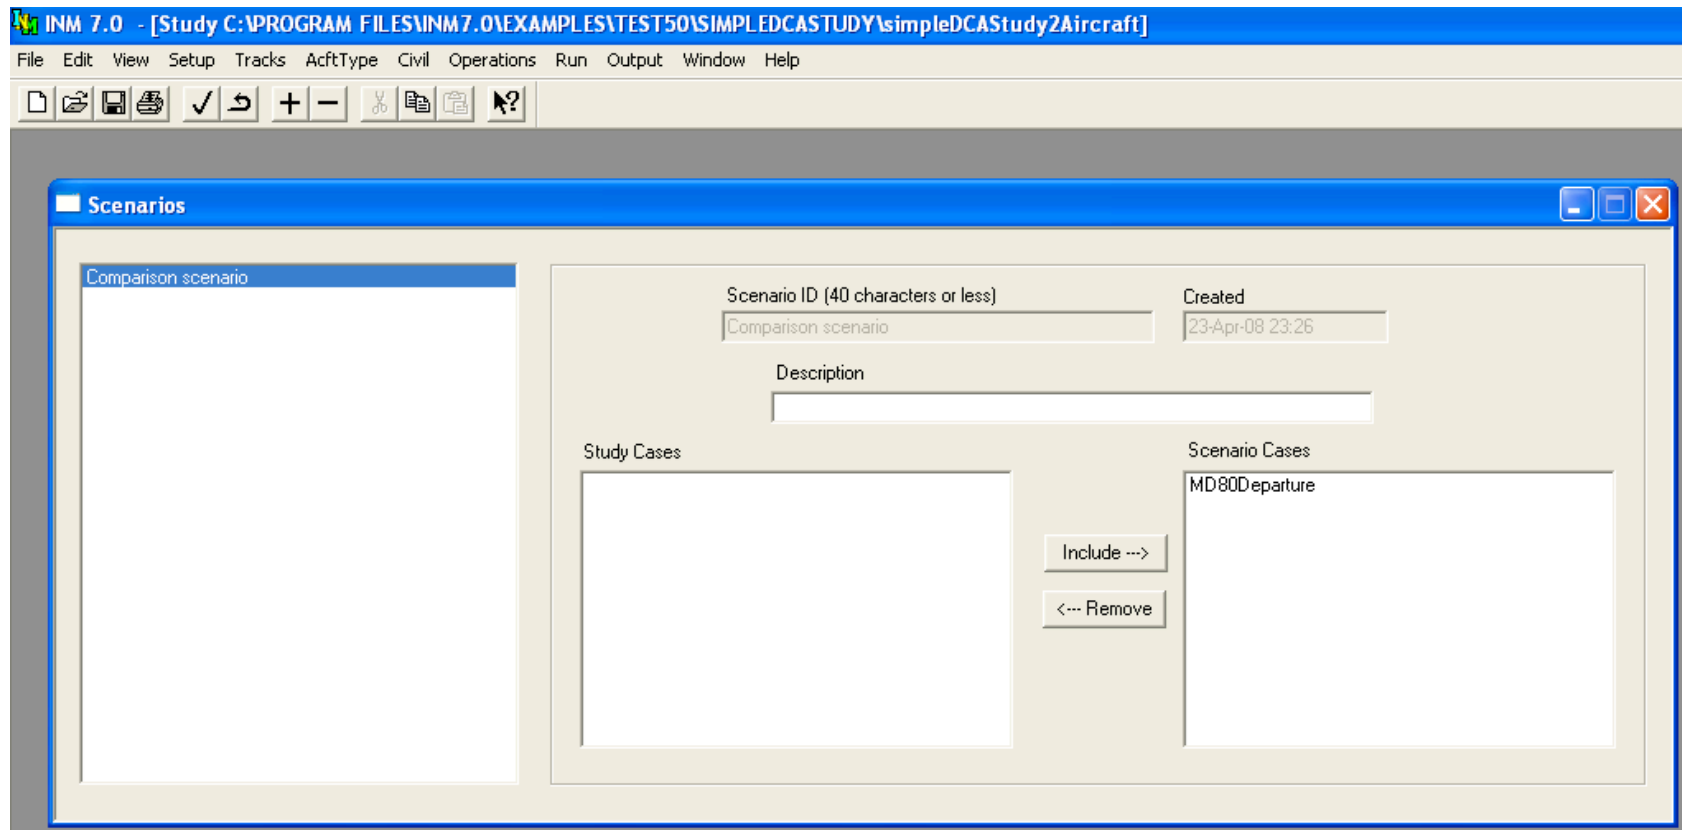 INM 7.0 - [Study C:\PROGRAM FILES\INM7.0\EXAMPLES\TEST50\SIMPLEDCASTUDY\simpleDCAStudy2Aircraft]
File Edit View Setup Tracks AcftType Civil Operations Run Output Window Help
Scenarios
Comparison scenario
Scenario ID (40 characters or less) Created
Comparison scenario 23-Apr-08 23:26
Description
Study Cases Scenario Cases
MD80Departure
Include --->
<--- Remove